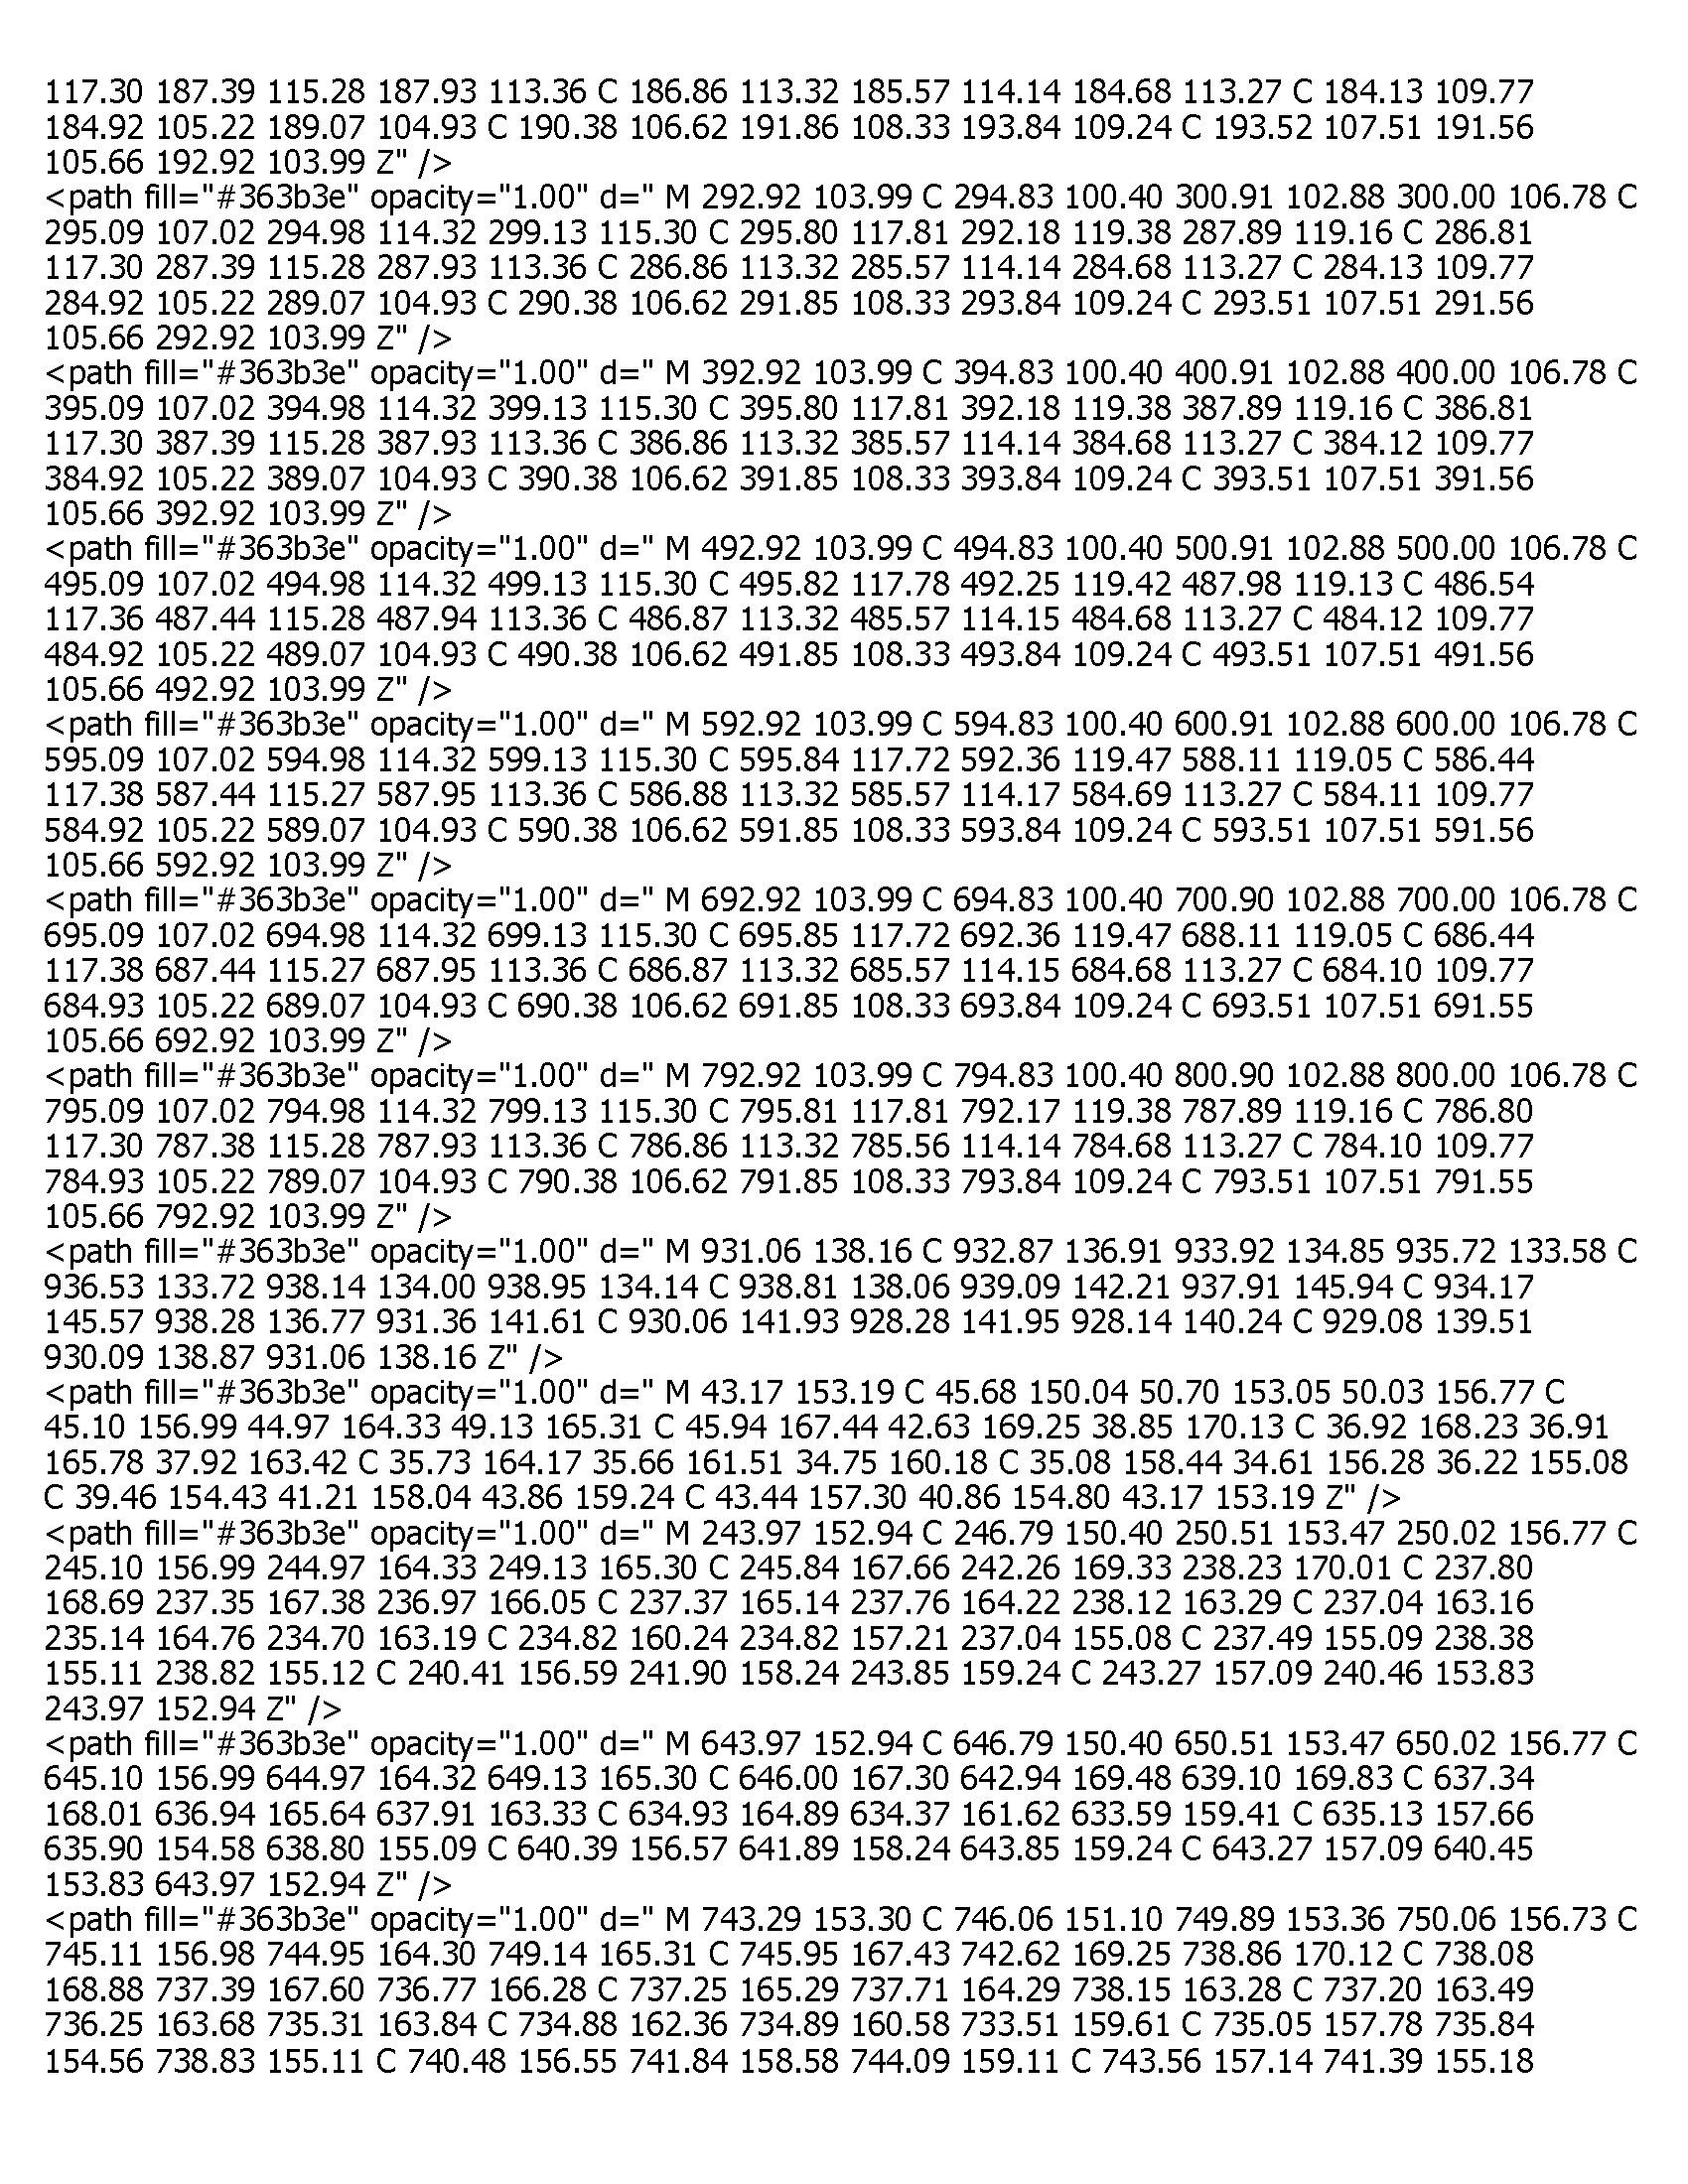 117.30 187.39 115.28 187.93 113.36 C 186.86 113.32 185.57 114.14 184.68 113.27 C 184.13 109.77
184.92 105.22 189.07 104.93 C 190.38 106.62 191.86 108.33 193.84 109.24 C 193.52 107.51 191.56
105.66 192.92 103.99 Z" />
<path fill="#363b3e" opacity="1.00" d=" M 292.92 103.99 C 294.83 100.40 300.91 102.88 300.00 106.78 C
295.09 107.02 294.98 114.32 299.13 115.30 C 295.80 117.81 292.18 119.38 287.89 119.16 C 286.81
117.30 287.39 115.28 287.93 113.36 C 286.86 113.32 285.57 114.14 284.68 113.27 C 284.13 109.77
284.92 105.22 289.07 104.93 C 290.38 106.62 291.85 108.33 293.84 109.24 C 293.51 107.51 291.56
105.66 292.92 103.99 Z" />
<path fill="#363b3e" opacity="1.00" d=" M 392.92 103.99 C 394.83 100.40 400.91 102.88 400.00 106.78 C
395.09 107.02 394.98 114.32 399.13 115.30 C 395.80 117.81 392.18 119.38 387.89 119.16 C 386.81
117.30 387.39 115.28 387.93 113.36 C 386.86 113.32 385.57 114.14 384.68 113.27 C 384.12 109.77
384.92 105.22 389.07 104.93 C 390.38 106.62 391.85 108.33 393.84 109.24 C 393.51 107.51 391.56
105.66 392.92 103.99 Z" />
<path fill="#363b3e" opacity="1.00" d=" M 492.92 103.99 C 494.83 100.40 500.91 102.88 500.00 106.78 C
495.09 107.02 494.98 114.32 499.13 115.30 C 495.82 117.78 492.25 119.42 487.98 119.13 C 486.54
117.36 487.44 115.28 487.94 113.36 C 486.87 113.32 485.57 114.15 484.68 113.27 C 484.12 109.77
484.92 105.22 489.07 104.93 C 490.38 106.62 491.85 108.33 493.84 109.24 C 493.51 107.51 491.56
105.66 492.92 103.99 Z" />
<path fill="#363b3e" opacity="1.00" d=" M 592.92 103.99 C 594.83 100.40 600.91 102.88 600.00 106.78 C
595.09 107.02 594.98 114.32 599.13 115.30 C 595.84 117.72 592.36 119.47 588.11 119.05 C 586.44
117.38 587.44 115.27 587.95 113.36 C 586.88 113.32 585.57 114.17 584.69 113.27 C 584.11 109.77
584.92 105.22 589.07 104.93 C 590.38 106.62 591.85 108.33 593.84 109.24 C 593.51 107.51 591.56
105.66 592.92 103.99 Z" />
<path fill="#363b3e" opacity="1.00" d=" M 692.92 103.99 C 694.83 100.40 700.90 102.88 700.00 106.78 C
695.09 107.02 694.98 114.32 699.13 115.30 C 695.85 117.72 692.36 119.47 688.11 119.05 C 686.44
117.38 687.44 115.27 687.95 113.36 C 686.87 113.32 685.57 114.15 684.68 113.27 C 684.10 109.77
684.93 105.22 689.07 104.93 C 690.38 106.62 691.85 108.33 693.84 109.24 C 693.51 107.51 691.55
105.66 692.92 103.99 Z" />
<path fill="#363b3e" opacity="1.00" d=" M 792.92 103.99 C 794.83 100.40 800.90 102.88 800.00 106.78 C
795.09 107.02 794.98 114.32 799.13 115.30 C 795.81 117.81 792.17 119.38 787.89 119.16 C 786.80
117.30 787.38 115.28 787.93 113.36 C 786.86 113.32 785.56 114.14 784.68 113.27 C 784.10 109.77
784.93 105.22 789.07 104.93 C 790.38 106.62 791.85 108.33 793.84 109.24 C 793.51 107.51 791.55
105.66 792.92 103.99 Z" />
<path fill="#363b3e" opacity="1.00" d=" M 931.06 138.16 C 932.87 136.91 933.92 134.85 935.72 133.58 C
936.53 133.72 938.14 134.00 938.95 134.14 C 938.81 138.06 939.09 142.21 937.91 145.94 C 934.17
145.57 938.28 136.77 931.36 141.61 C 930.06 141.93 928.28 141.95 928.14 140.24 C 929.08 139.51
930.09 138.87 931.06 138.16 Z" />
<path fill="#363b3e" opacity="1.00" d=" M 43.17 153.19 C 45.68 150.04 50.70 153.05 50.03 156.77 C
45.10 156.99 44.97 164.33 49.13 165.31 C 45.94 167.44 42.63 169.25 38.85 170.13 C 36.92 168.23 36.91
165.78 37.92 163.42 C 35.73 164.17 35.66 161.51 34.75 160.18 C 35.08 158.44 34.61 156.28 36.22 155.08
C 39.46 154.43 41.21 158.04 43.86 159.24 C 43.44 157.30 40.86 154.80 43.17 153.19 Z" />
<path fill="#363b3e" opacity="1.00" d=" M 243.97 152.94 C 246.79 150.40 250.51 153.47 250.02 156.77 C
245.10 156.99 244.97 164.33 249.13 165.30 C 245.84 167.66 242.26 169.33 238.23 170.01 C 237.80
168.69 237.35 167.38 236.97 166.05 C 237.37 165.14 237.76 164.22 238.12 163.29 C 237.04 163.16
235.14 164.76 234.70 163.19 C 234.82 160.24 234.82 157.21 237.04 155.08 C 237.49 155.09 238.38
155.11 238.82 155.12 C 240.41 156.59 241.90 158.24 243.85 159.24 C 243.27 157.09 240.46 153.83
243.97 152.94 Z" />
<path fill="#363b3e" opacity="1.00" d=" M 643.97 152.94 C 646.79 150.40 650.51 153.47 650.02 156.77 C
645.10 156.99 644.97 164.32 649.13 165.30 C 646.00 167.30 642.94 169.48 639.10 169.83 C 637.34
168.01 636.94 165.64 637.91 163.33 C 634.93 164.89 634.37 161.62 633.59 159.41 C 635.13 157.66
635.90 154.58 638.80 155.09 C 640.39 156.57 641.89 158.24 643.85 159.24 C 643.27 157.09 640.45
153.83 643.97 152.94 Z" />
<path fill="#363b3e" opacity="1.00" d=" M 743.29 153.30 C 746.06 151.10 749.89 153.36 750.06 156.73 C
745.11 156.98 744.95 164.30 749.14 165.31 C 745.95 167.43 742.62 169.25 738.86 170.12 C 738.08
168.88 737.39 167.60 736.77 166.28 C 737.25 165.29 737.71 164.29 738.15 163.28 C 737.20 163.49
736.25 163.68 735.31 163.84 C 734.88 162.36 734.89 160.58 733.51 159.61 C 735.05 157.78 735.84
154.56 738.83 155.11 C 740.48 156.55 741.84 158.58 744.09 159.11 C 743.56 157.14 741.39 155.18